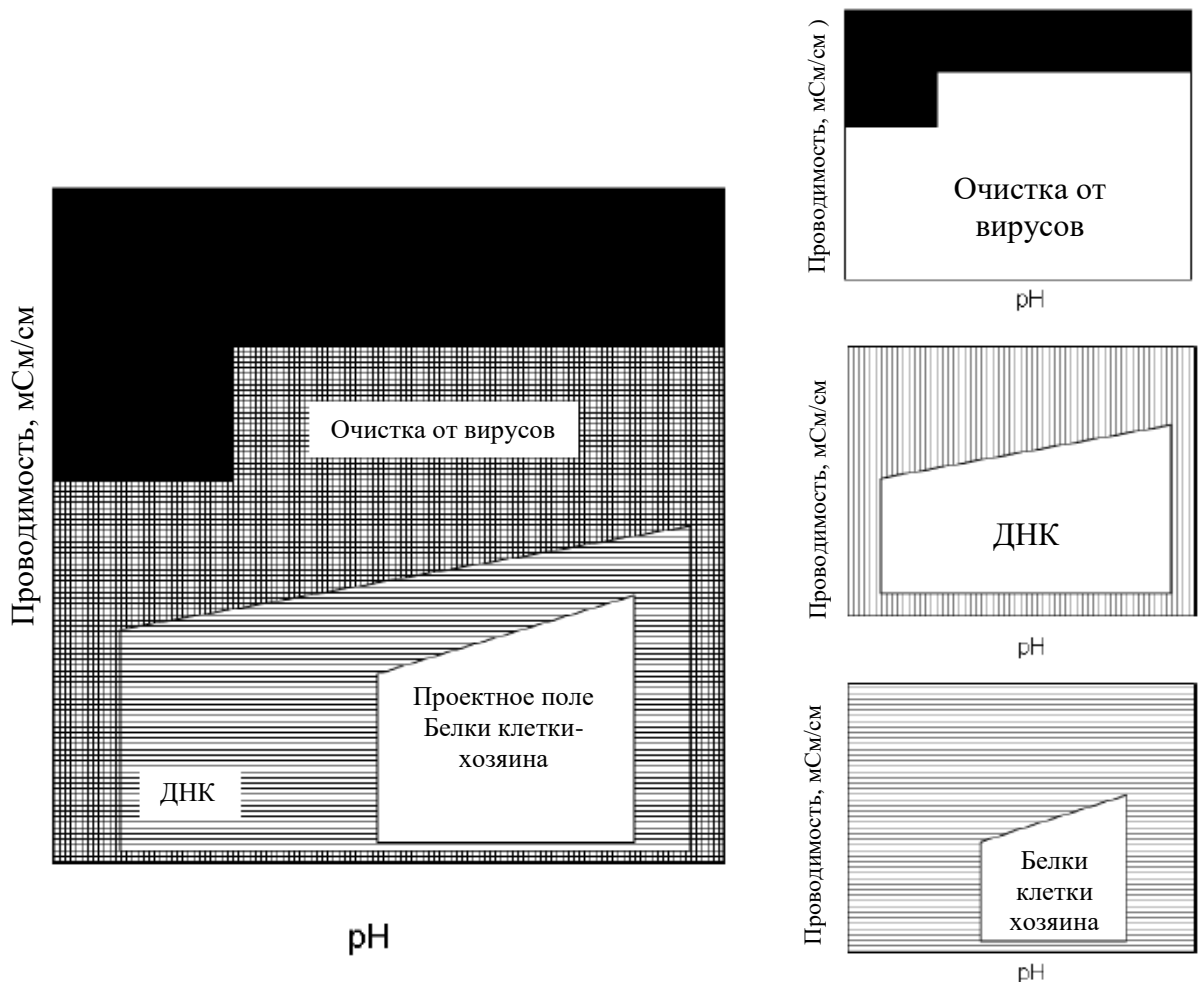 Проводимость, мСм/см
Очистка от вирусов
Проектное поле
Белки клетки-
хозяина
ДНК
pH
Проводимость, мСм/см )
Очистка от
вирусов
pH
Проводимость, мСм/см
ДНК
pH
Проводимость, мСм/см
Белки
клетки
хозяина
pH